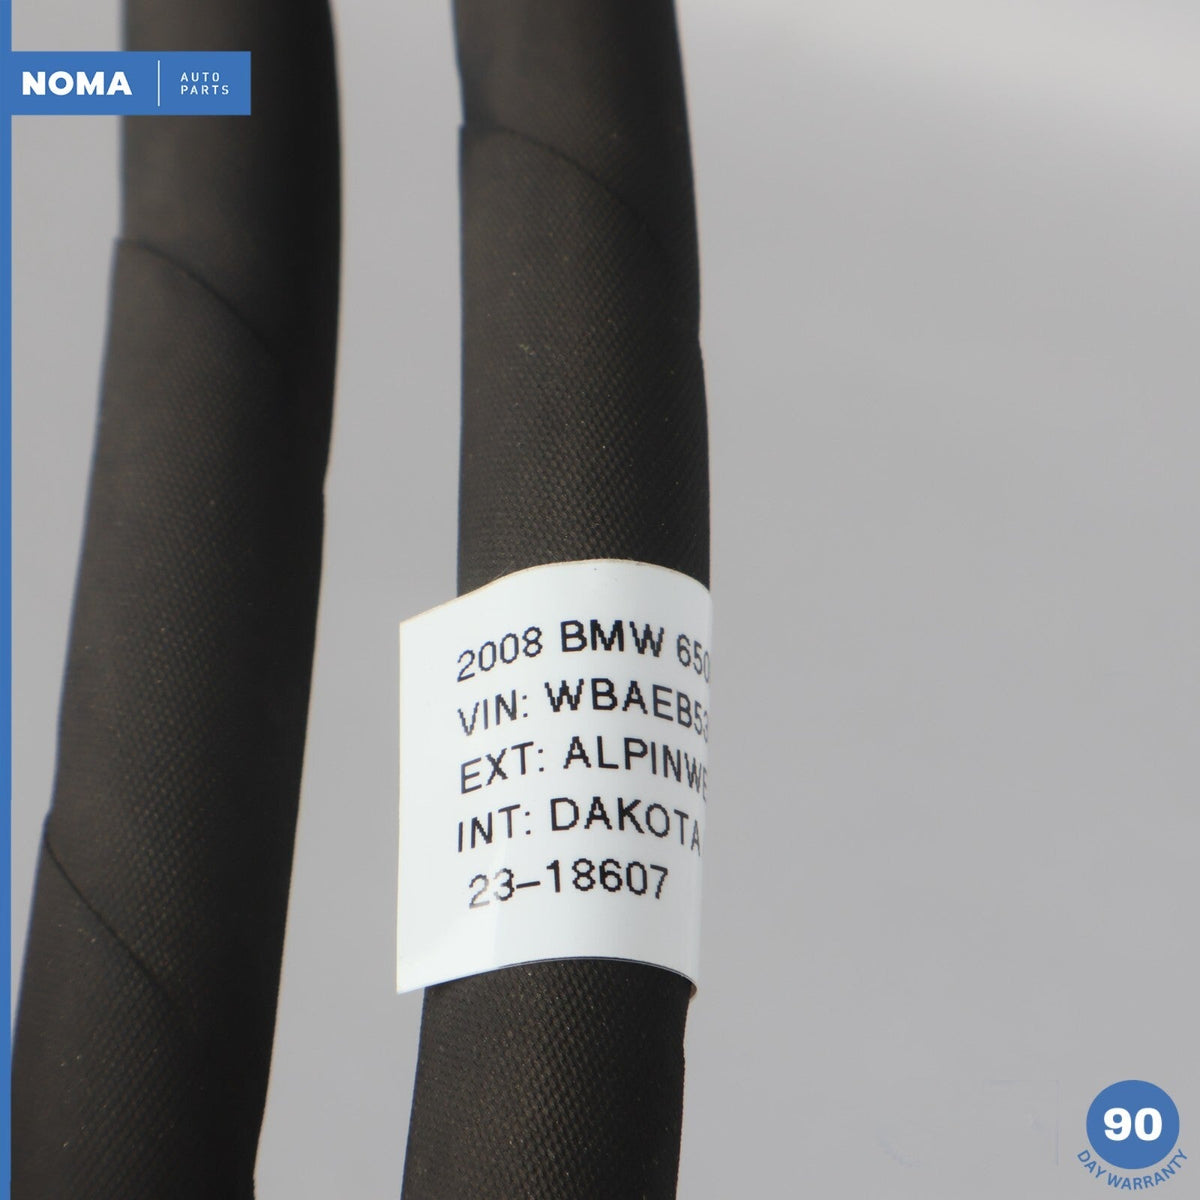 NOMA
AUTO
PARTS
2008 BMW 650
VIN: WBAEB53
EXT: ALPINWE
INT: DAKOTA
23-18607
90
DAY WARRANTY